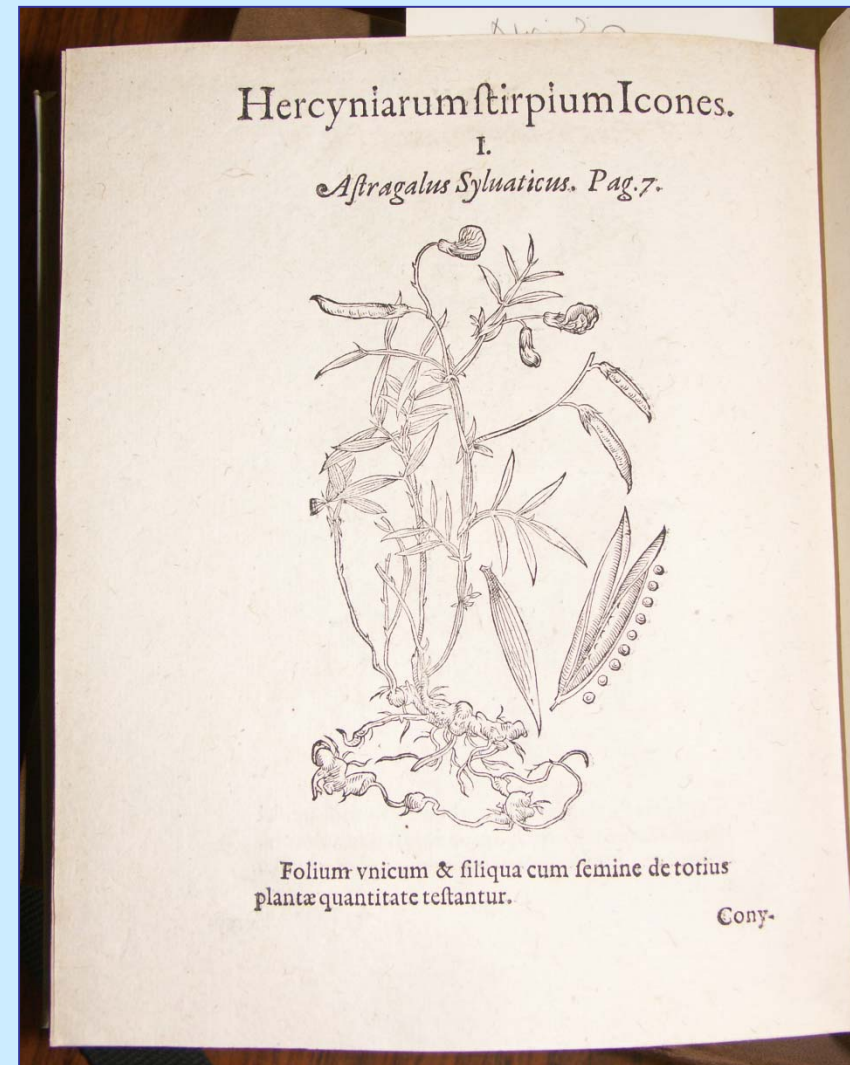 Hercyniarum ſtirpium Icones.
I.
Aſtragalus Syluaticus. Pag. 7.
Folium vnicum & ſiliqua cum ſemine de totius
plantæ quantitate teſtantur.
Cony-